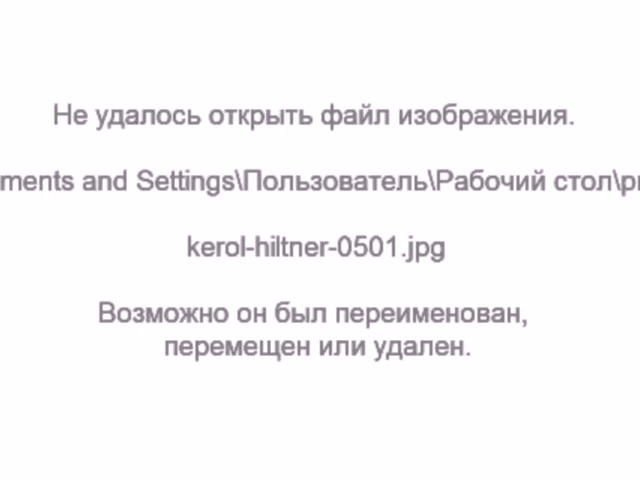 Не удалось открыть файл изображения.
ments and Settings\Пользователь\Рабочий стол\pr
kerol-hiltner-0501.jpg
Возможно он был переименован,
перемещен или удален.